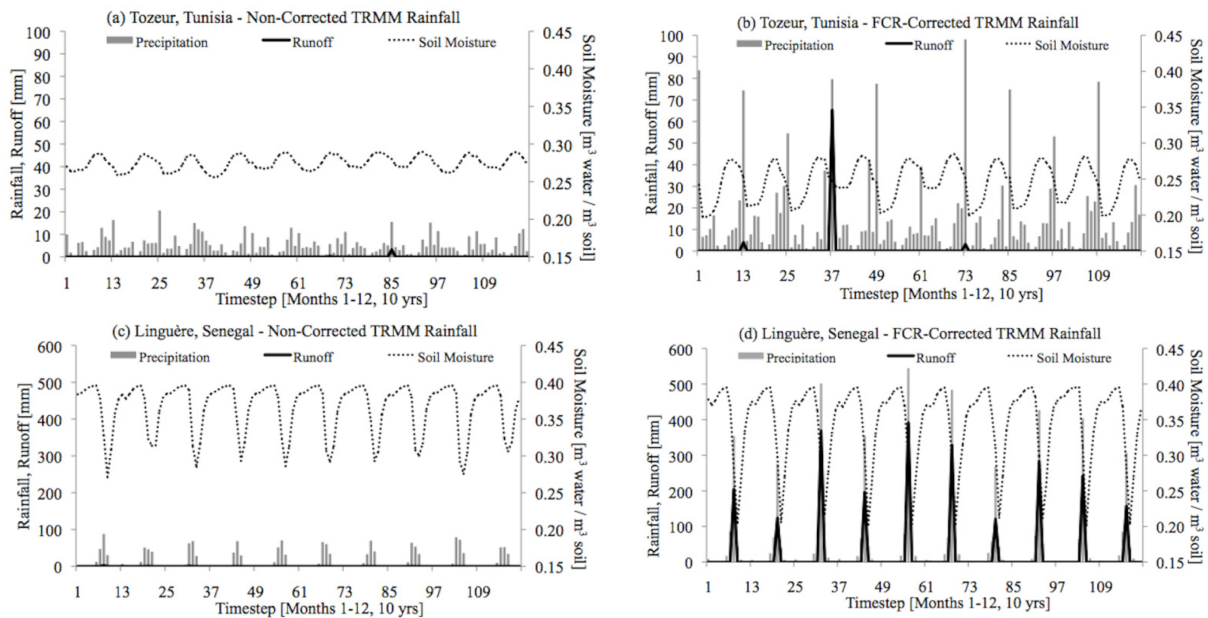 (a) Tozeur, Tunisia - Non-Corrected TRMM Rainfall
Precipitation Runoff Soil Moisture
Rainfall, Runoff [mm]
100
90
80
70
60
50
40
30
20
10
0
0.45
0.40
0.35
0.30
0.25
0.20
0.15
Soil Moisture [m³ water / m³ soil]
1 13 25 37 49 61 73 85 97 109
Timestep [Months 1-12, 10 yrs]
(b) Tozeur, Tunisia - FCR-Corrected TRMM Rainfall
Precipitation Runoff Soil Moisture
Rainfall, Runoff [mm]
100
90
80
70
60
50
40
30
20
10
0
0.45
0.40
0.35
0.30
0.25
0.20
0.15
Soil Moisture [m³ water / m³ soil]
1 13 25 37 49 61 73 85 97 109
Timestep [Months 1-12, 10 yrs]
(c) Linguère, Senegal - Non-Corrected TRMM Rainfall
Precipitation Runoff Soil Moisture
Rainfall, Runoff [mm]
600
500
400
300
200
100
0
0.45
0.40
0.35
0.30
0.25
0.20
0.15
Soil Moisture [m³ water / m³ soil]
1 13 25 37 49 61 73 85 97 109
Timestep [Months 1-12, 10 yrs]
(d) Linguère, Senegal - FCR-Corrected TRMM Rainfall
Precipitation Runoff Soil Moisture
Rainfall, Runoff [mm]
600
500
400
300
200
100
0
0.45
0.40
0.35
0.30
0.25
0.20
0.15
Soil Moisture [m³ water / m³ soil]
1 13 25 37 49 61 73 85 97 109
Timestep [Months 1-12, 10 yrs]